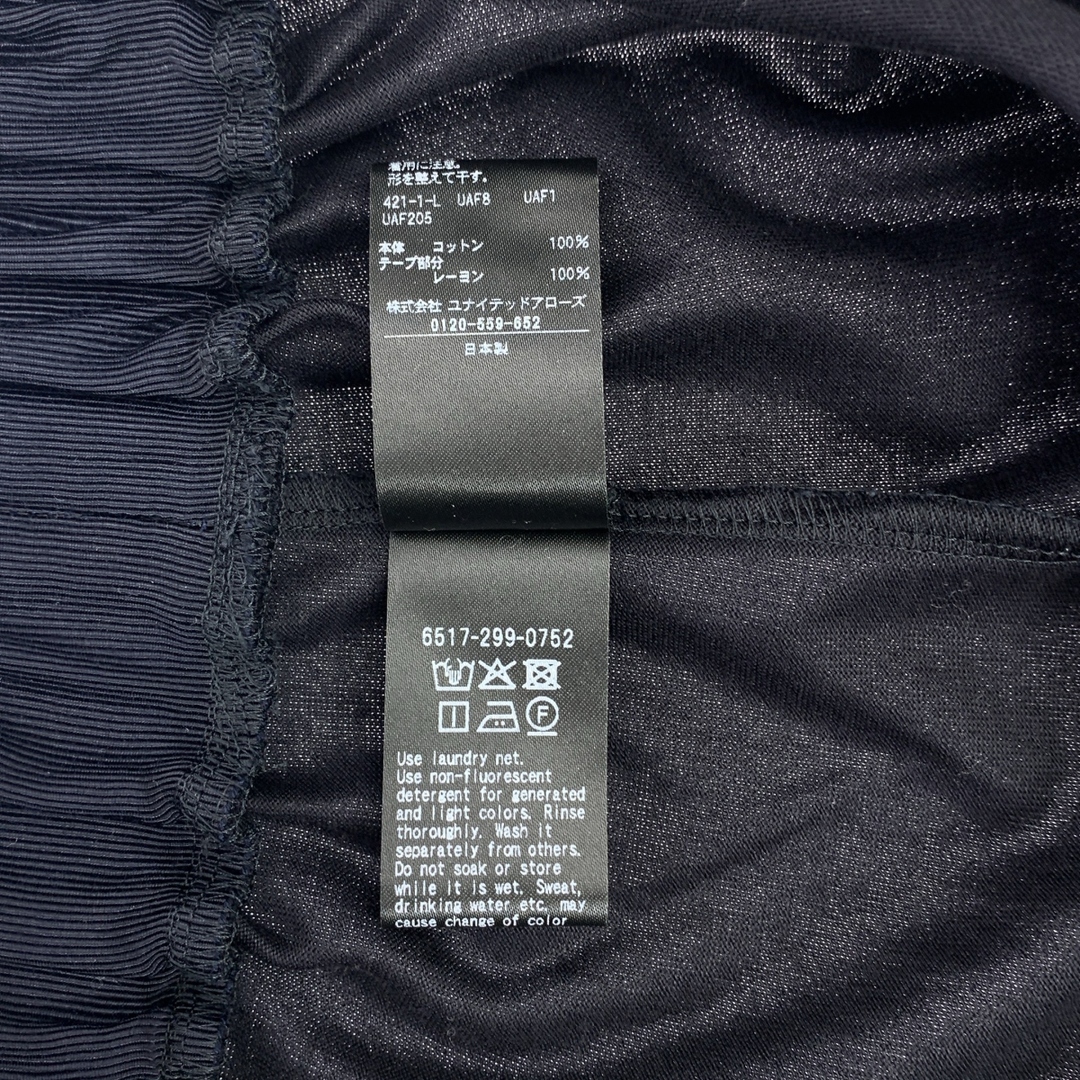 着用に注意。
形を整えて干す。
421-1-L UAF8 UAF1
UAF205
本体 コットン 100%
テープ部分
レーヨン 100%
株式会社 ユナイテッドアローズ
0120-559-652
日本製
6517-299-0752
F
Use laundry net.
Use non-fluorescent
detergent for generated
and light colors. Rinse
thoroughly. Wash it
separately from others.
Do not soak or store
while it is wet. Sweat,
drinking water etc. may
cause change of color